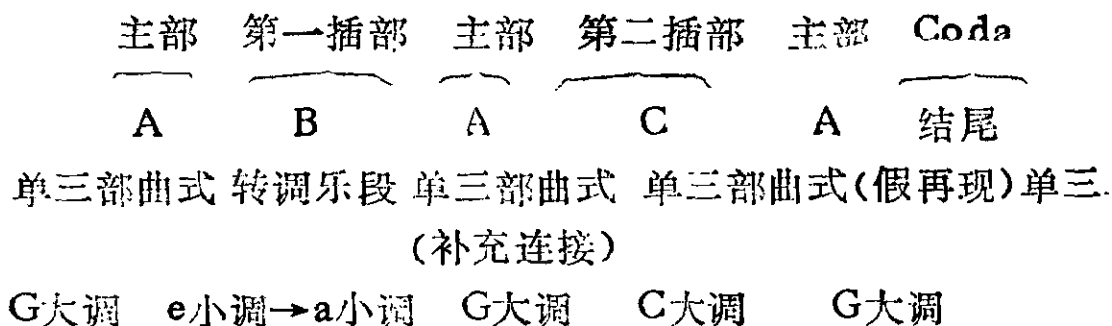 主部 第一插部 主部 第二插部 主部 Coda
A B A C A 结尾
单三部曲式 转调乐段 单三部曲式 单三部曲式(假再现)单三
(补充连接)
G大调 e小调→a小调 G大调 C大调 G大调